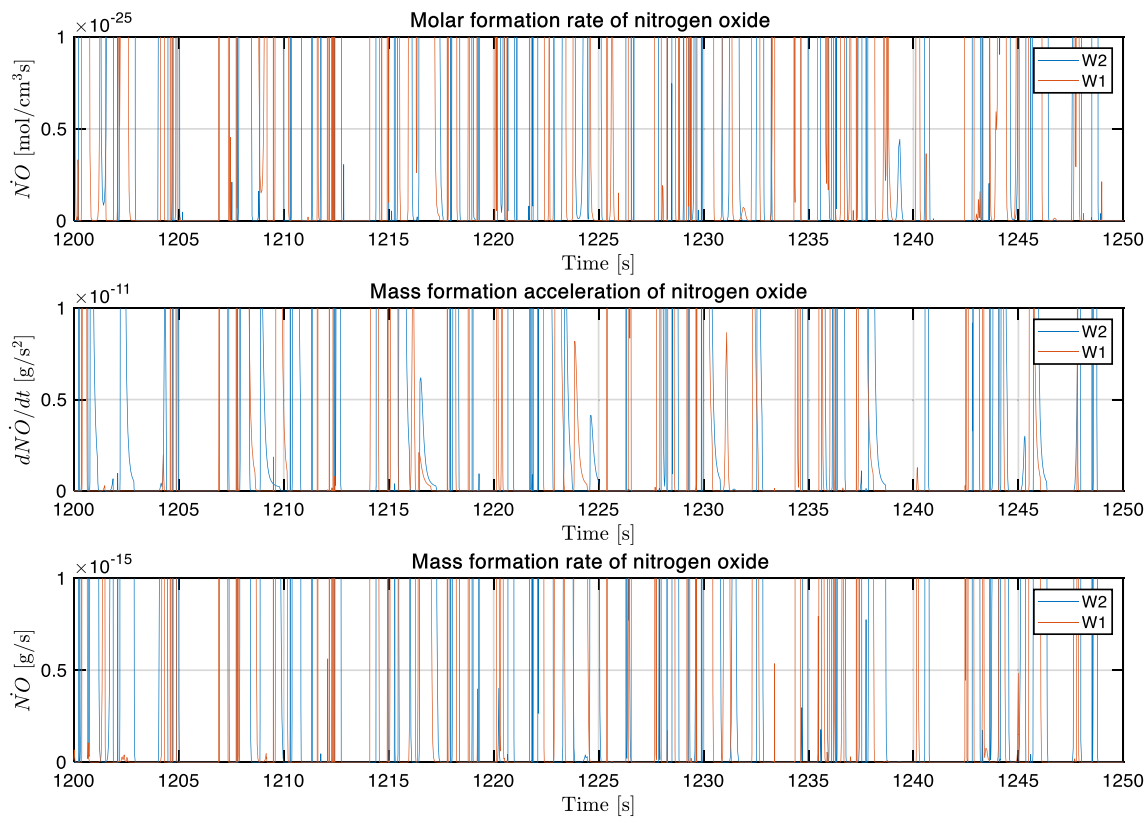 Molar formation rate of nitrogen oxide
×10⁻²⁵
1
0.5
0
ṄO [mol/cm³s]
W2
W1
1200 1205 1210 1215 1220 1225 1230 1235 1240 1245 1250
Time [s]
Mass formation acceleration of nitrogen oxide
×10⁻¹¹
1
0.5
0
dṄO/dt [g/s²]
W2
W1
1200 1205 1210 1215 1220 1225 1230 1235 1240 1245 1250
Time [s]
Mass formation rate of nitrogen oxide
×10⁻¹⁵
1
0.5
0
ṄO [g/s]
W2
W1
1200 1205 1210 1215 1220 1225 1230 1235 1240 1245 1250
Time [s]